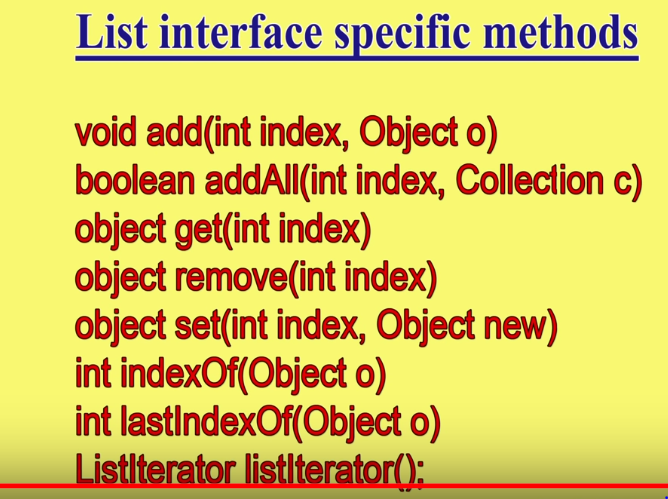 List interface specific methods
void add(int index, Object o)
boolean addAll(int index, Collection c)
object get(int index)
object remove(int index)
object set(int index, Object new)
int indexOf(Object o)
int lastIndexOf(Object o)
ListIterator listIterator();